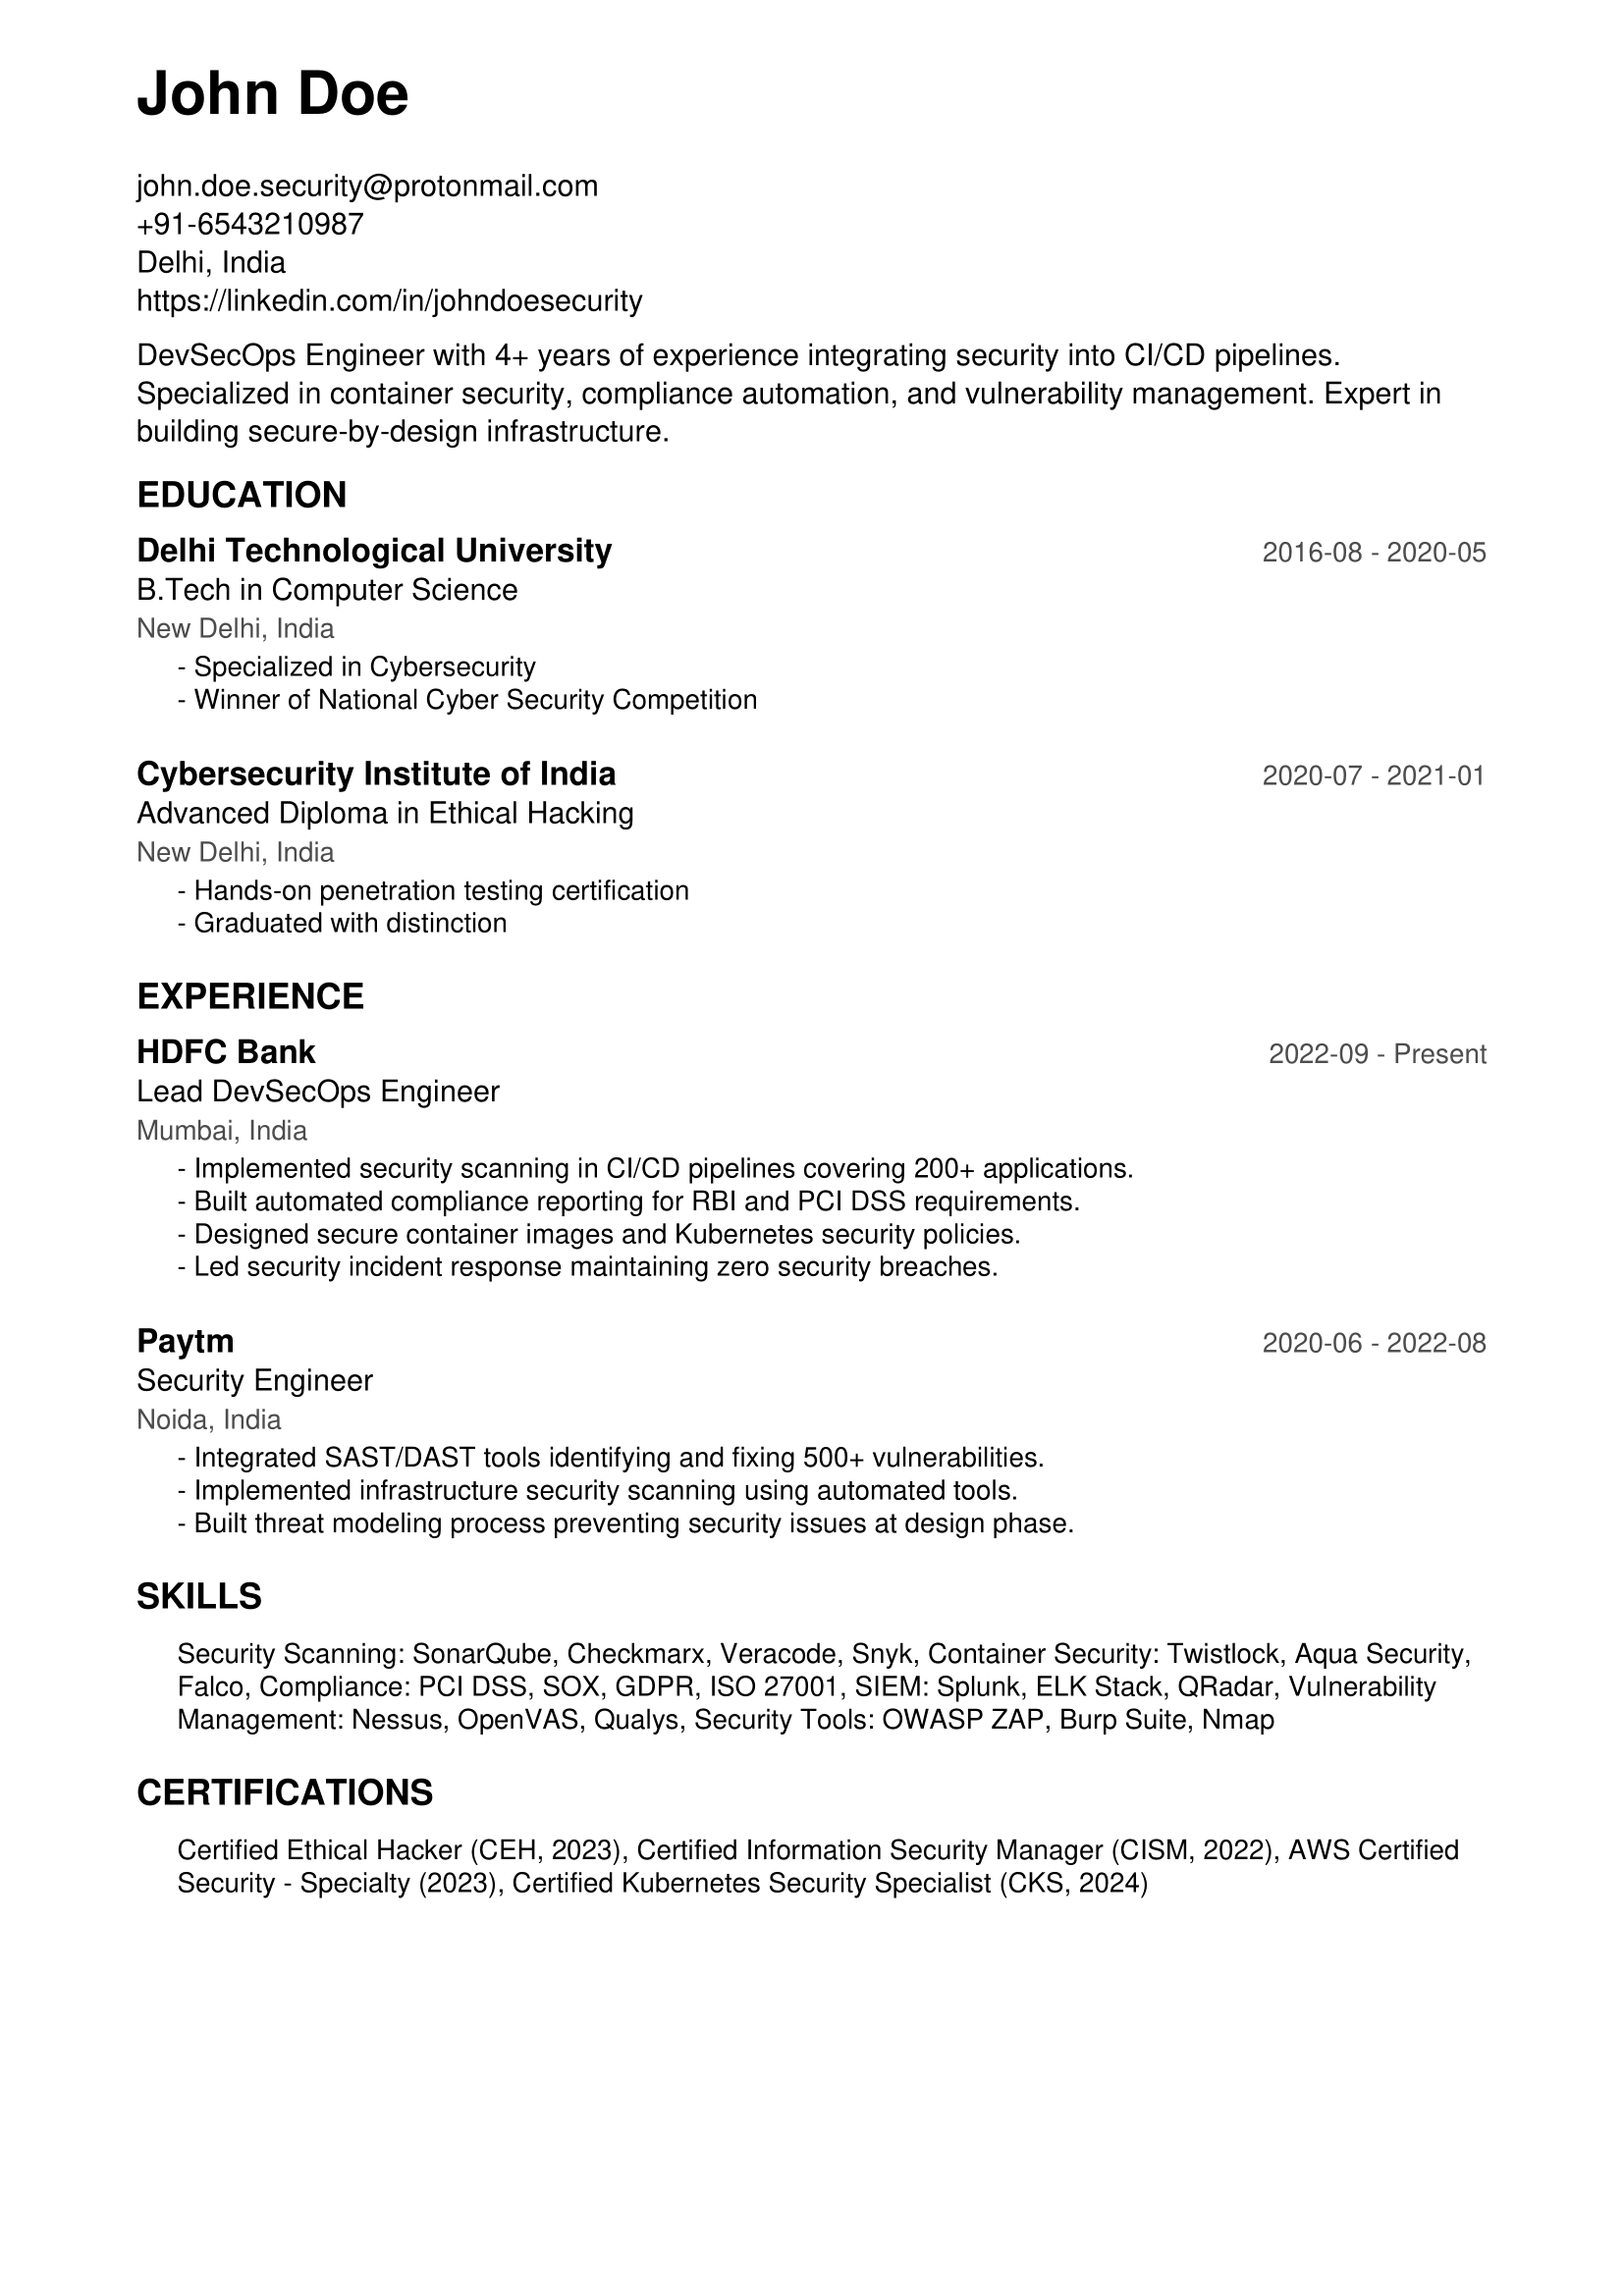 John Doe
john.doe.security@protonmail.com
+91-6543210987
Delhi, India
https://linkedin.com/in/johndoesecurity
DevSecOps Engineer with 4+ years of experience integrating security into CI/CD pipelines.
Specialized in container security, compliance automation, and vulnerability management. Expert in
building secure-by-design infrastructure.
EDUCATION
Delhi Technological University 2016-08 - 2020-05
B.Tech in Computer Science
New Delhi, India
- Specialized in Cybersecurity
- Winner of National Cyber Security Competition
Cybersecurity Institute of India 2020-07 - 2021-01
Advanced Diploma in Ethical Hacking
New Delhi, India
- Hands-on penetration testing certification
- Graduated with distinction
EXPERIENCE
HDFC Bank 2022-09 - Present
Lead DevSecOps Engineer
Mumbai, India
- Implemented security scanning in CI/CD pipelines covering 200+ applications.
- Built automated compliance reporting for RBI and PCI DSS requirements.
- Designed secure container images and Kubernetes security policies.
- Led security incident response maintaining zero security breaches.
Paytm 2020-06 - 2022-08
Security Engineer
Noida, India
- Integrated SAST/DAST tools identifying and fixing 500+ vulnerabilities.
- Implemented infrastructure security scanning using automated tools.
- Built threat modeling process preventing security issues at design phase.
SKILLS
Security Scanning: SonarQube, Checkmarx, Veracode, Snyk, Container Security: Twistlock, Aqua Security,
Falco, Compliance: PCI DSS, SOX, GDPR, ISO 27001, SIEM: Splunk, ELK Stack, QRadar, Vulnerability
Management: Nessus, OpenVAS, Qualys, Security Tools: OWASP ZAP, Burp Suite, Nmap
CERTIFICATIONS
Certified Ethical Hacker (CEH, 2023), Certified Information Security Manager (CISM, 2022), AWS Certified
Security - Specialty (2023), Certified Kubernetes Security Specialist (CKS, 2024)